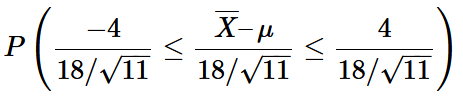 P ( -4 / (18/√11) ≤ (X̅ – μ) / (18/√11) ≤ 4 / (18/√11) )